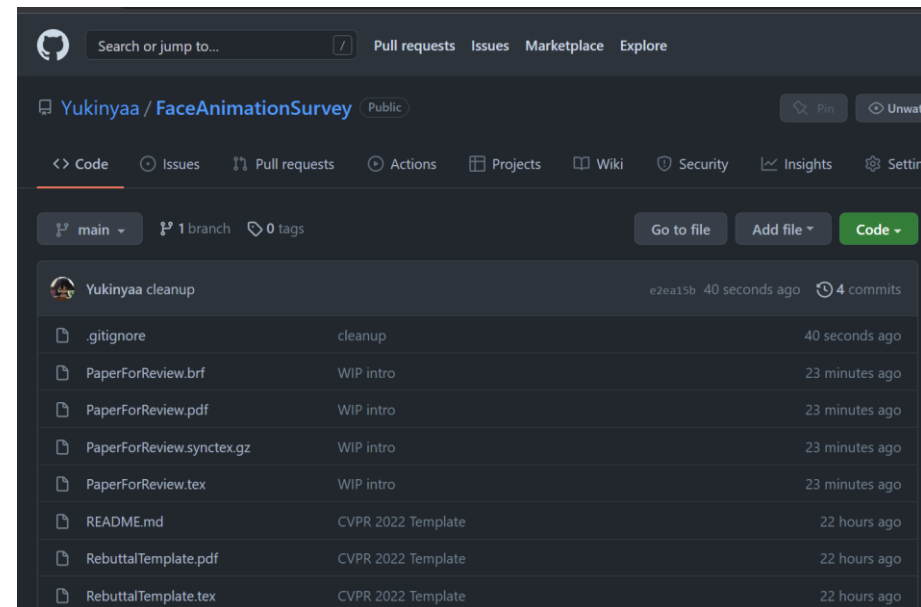 Search or jump to... / Pull requests Issues Marketplace Explore
Yukinyaa / FaceAnimationSurvey Public Pin
<> Code Issues Pull requests Actions Projects Wiki Security Insights
main 1 branch 0 tags Go to file Add file Code
Yukinyaa cleanup e2ea15b 40 seconds ago 4 commits
.gitignore cleanup 40 seconds ago
PaperForReview.brf WIP intro 23 minutes ago
PaperForReview.pdf WIP intro 23 minutes ago
PaperForReview.synctex.gz WIP intro 23 minutes ago
PaperForReview.tex WIP intro 23 minutes ago
README.md CVPR 2022 Template 22 hours ago
RebuttalTemplate.pdf CVPR 2022 Template 22 hours ago
RebuttalTemplate.tex CVPR 2022 Template 22 hours ago